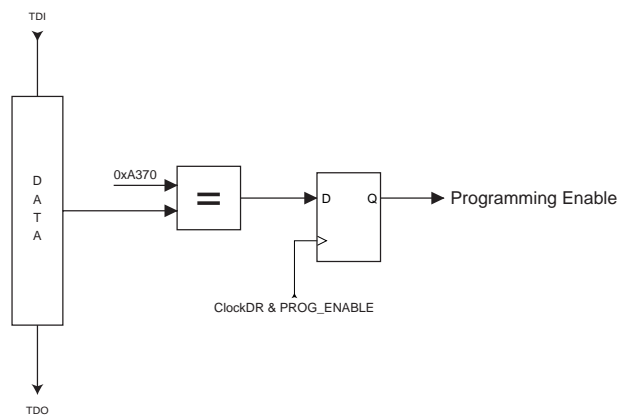 TDI
D
A
T
A
0xA370
=
D Q
Programming Enable
ClockDR & PROG_ENABLE
TDO